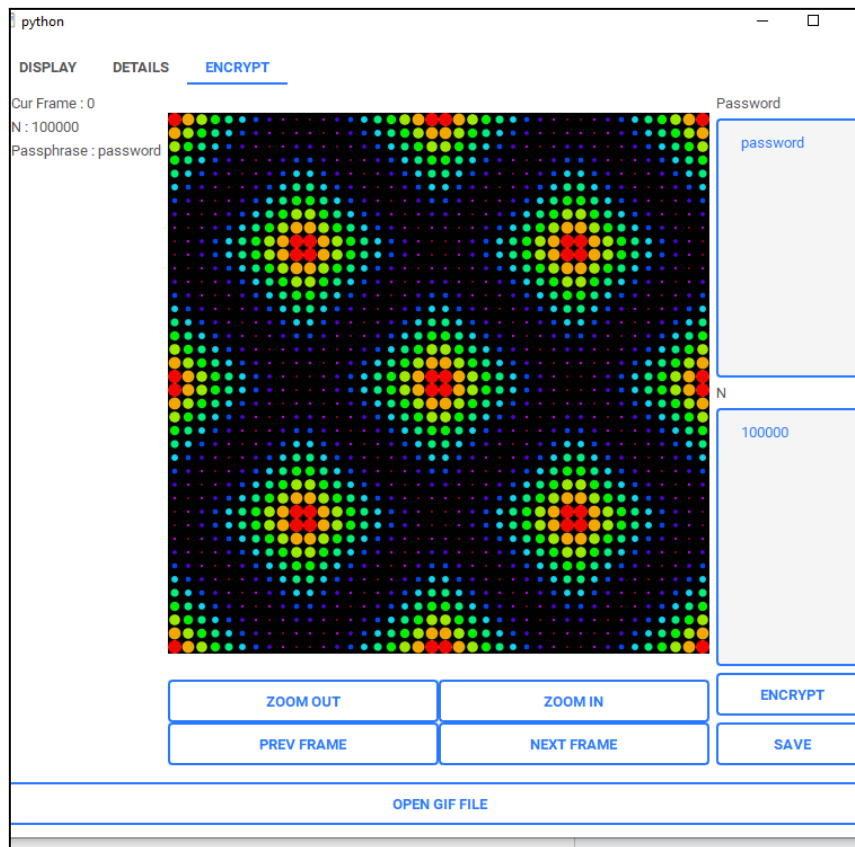 python
DISPLAY DETAILS ENCRYPT
Cur Frame : 0
N : 100000
Passphrase : password
Password
password
N
100000
ZOOM OUT ZOOM IN ENCRYPT
PREV FRAME NEXT FRAME SAVE
OPEN GIF FILE